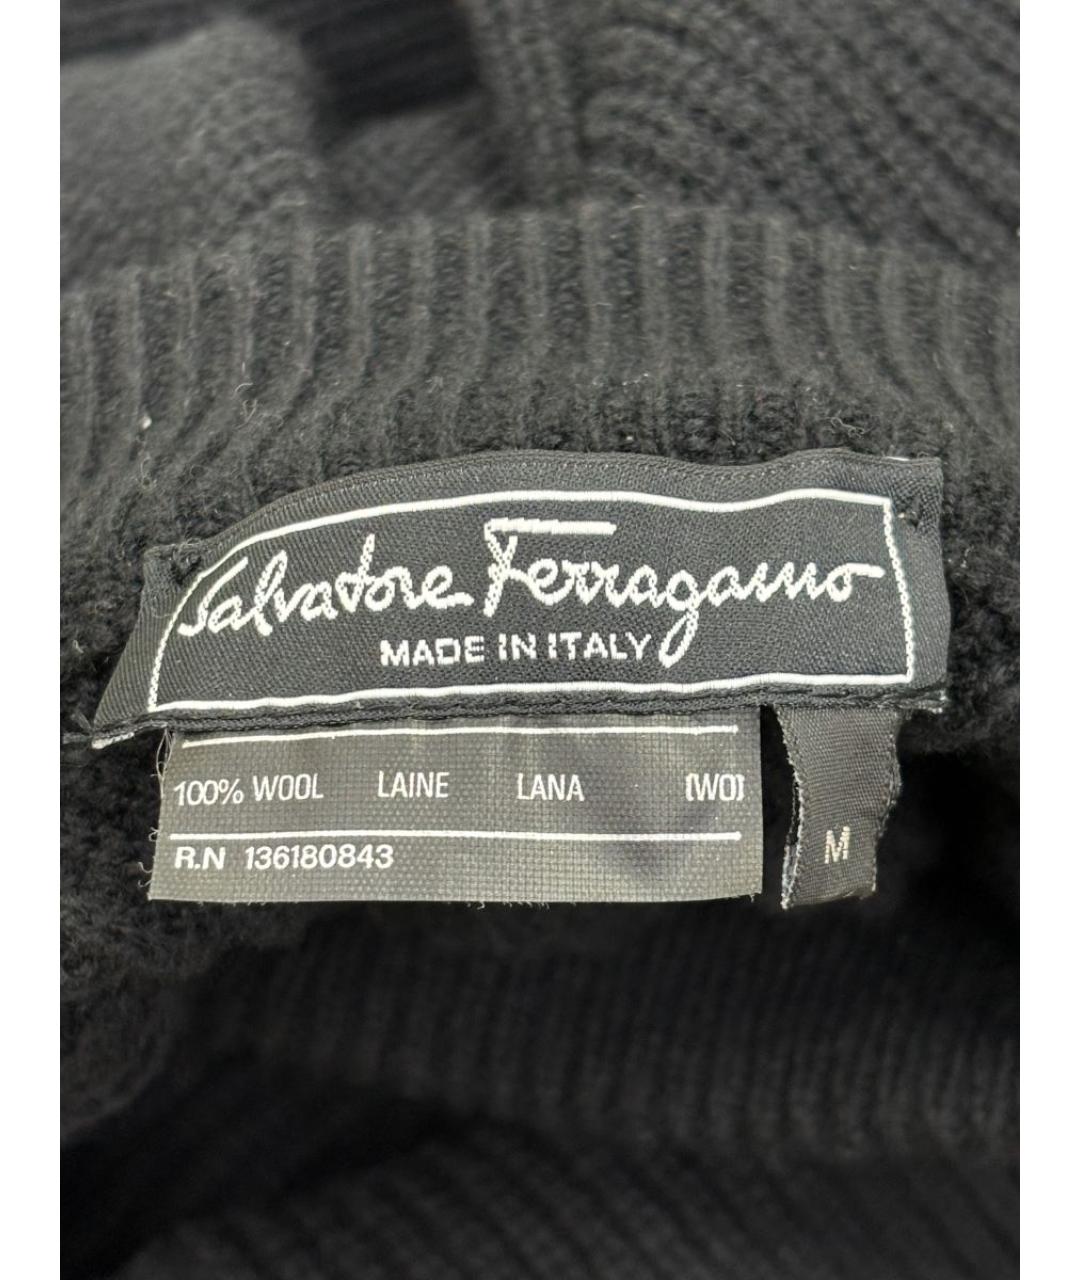 Salvatore Ferragamo
MADE IN ITALY
100% WOOL LAINE LANA (WO)
R.N 136180843
M